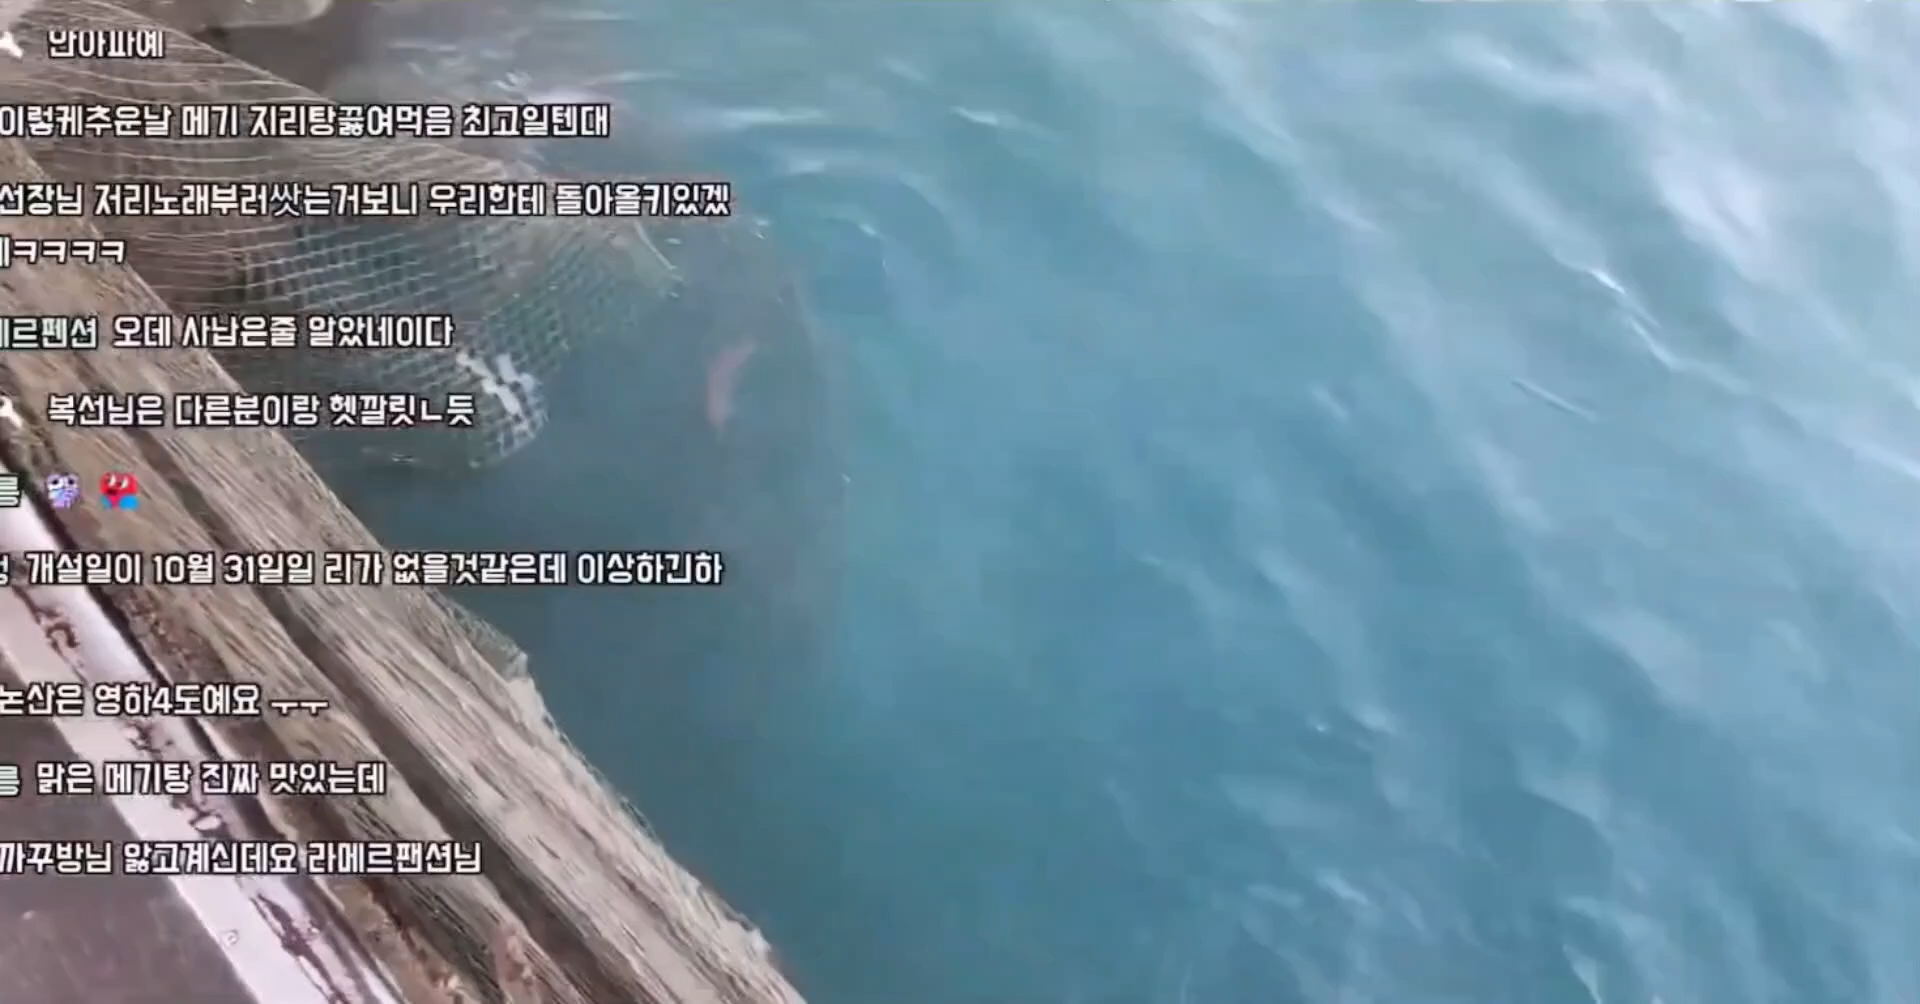 안아파예
이렇케추운날 메기 지리탕끓여먹음 최고일텐대
선장님 저리노래부러쌋는거보니 우리한테 돌아올키있겠
ㅋㅋㅋㅋ
메르펜션 오데 사납은줄 알았네이다
복선님은 다른분이랑 헷깔릿ㄴ듯
릉
개설일이 10월 31일일 리가 없을것같은데 이상하긴하
논산은 영하4도예요 ㅜㅜ
릉 맑은 메기탕 진짜 맛있는데
까꾸방님 앓고계신데요 라메르팬션님